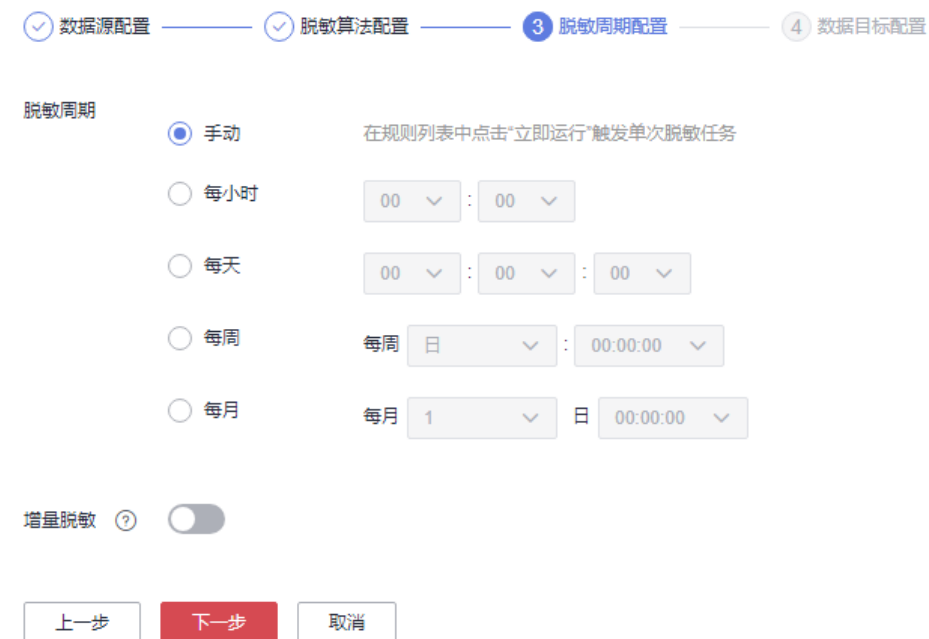 数据源配置 脱敏算法配置 3 脱敏周期配置 4 数据目标配置
脱敏周期
手动 在规则列表中点击“立即运行”触发单次脱敏任务
每小时 00 : 00
每天 00 : 00 : 00
每周 每周 日 : 00:00:00
每月 每月 1 日 00:00:00
增量脱敏 ?
上一步 下一步 取消